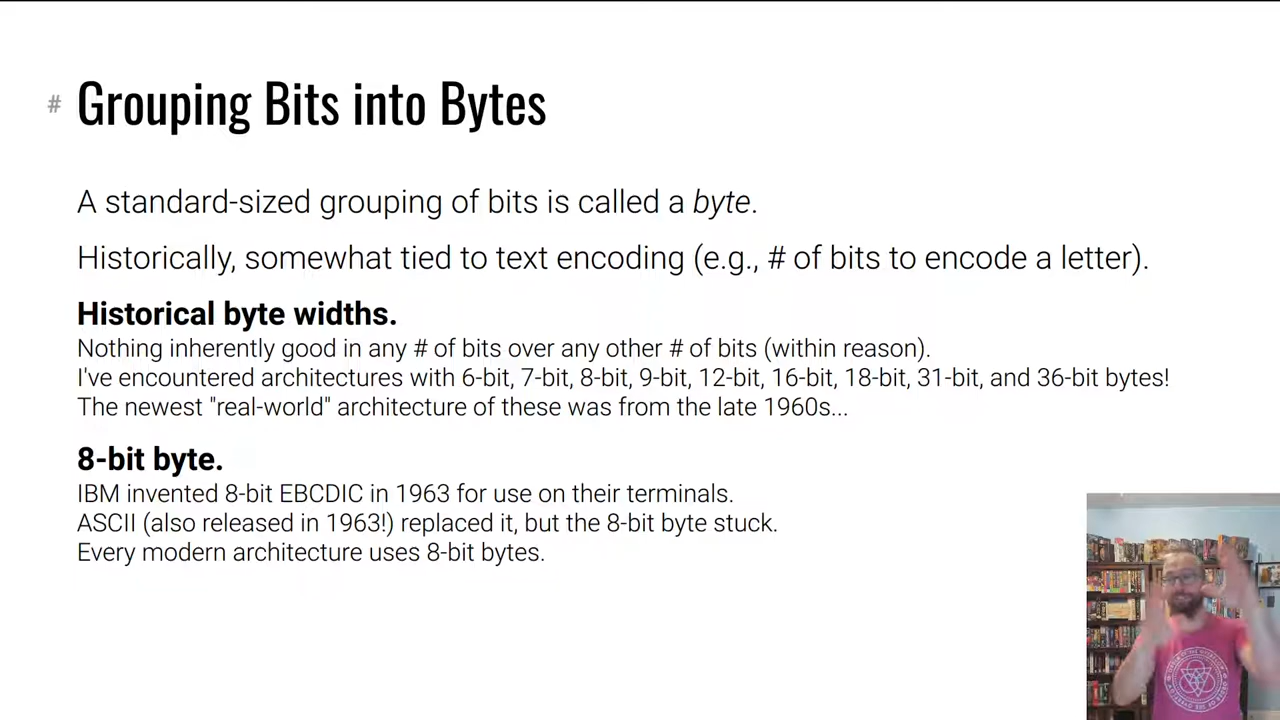 # Grouping Bits into Bytes
A standard-sized grouping of bits is called a byte.
Historically, somewhat tied to text encoding (e.g., # of bits to encode a letter).
Historical byte widths.
Nothing inherently good in any # of bits over any other # of bits (within reason).
I've encountered architectures with 6-bit, 7-bit, 8-bit, 9-bit, 12-bit, 16-bit, 18-bit, 31-bit, and 36-bit bytes!
The newest "real-world" architecture of these was from the late 1960s...
8-bit byte.
IBM invented 8-bit EBCDIC in 1963 for use on their terminals.
ASCII (also released in 1963!) replaced it, but the 8-bit byte stuck.
Every modern architecture uses 8-bit bytes.